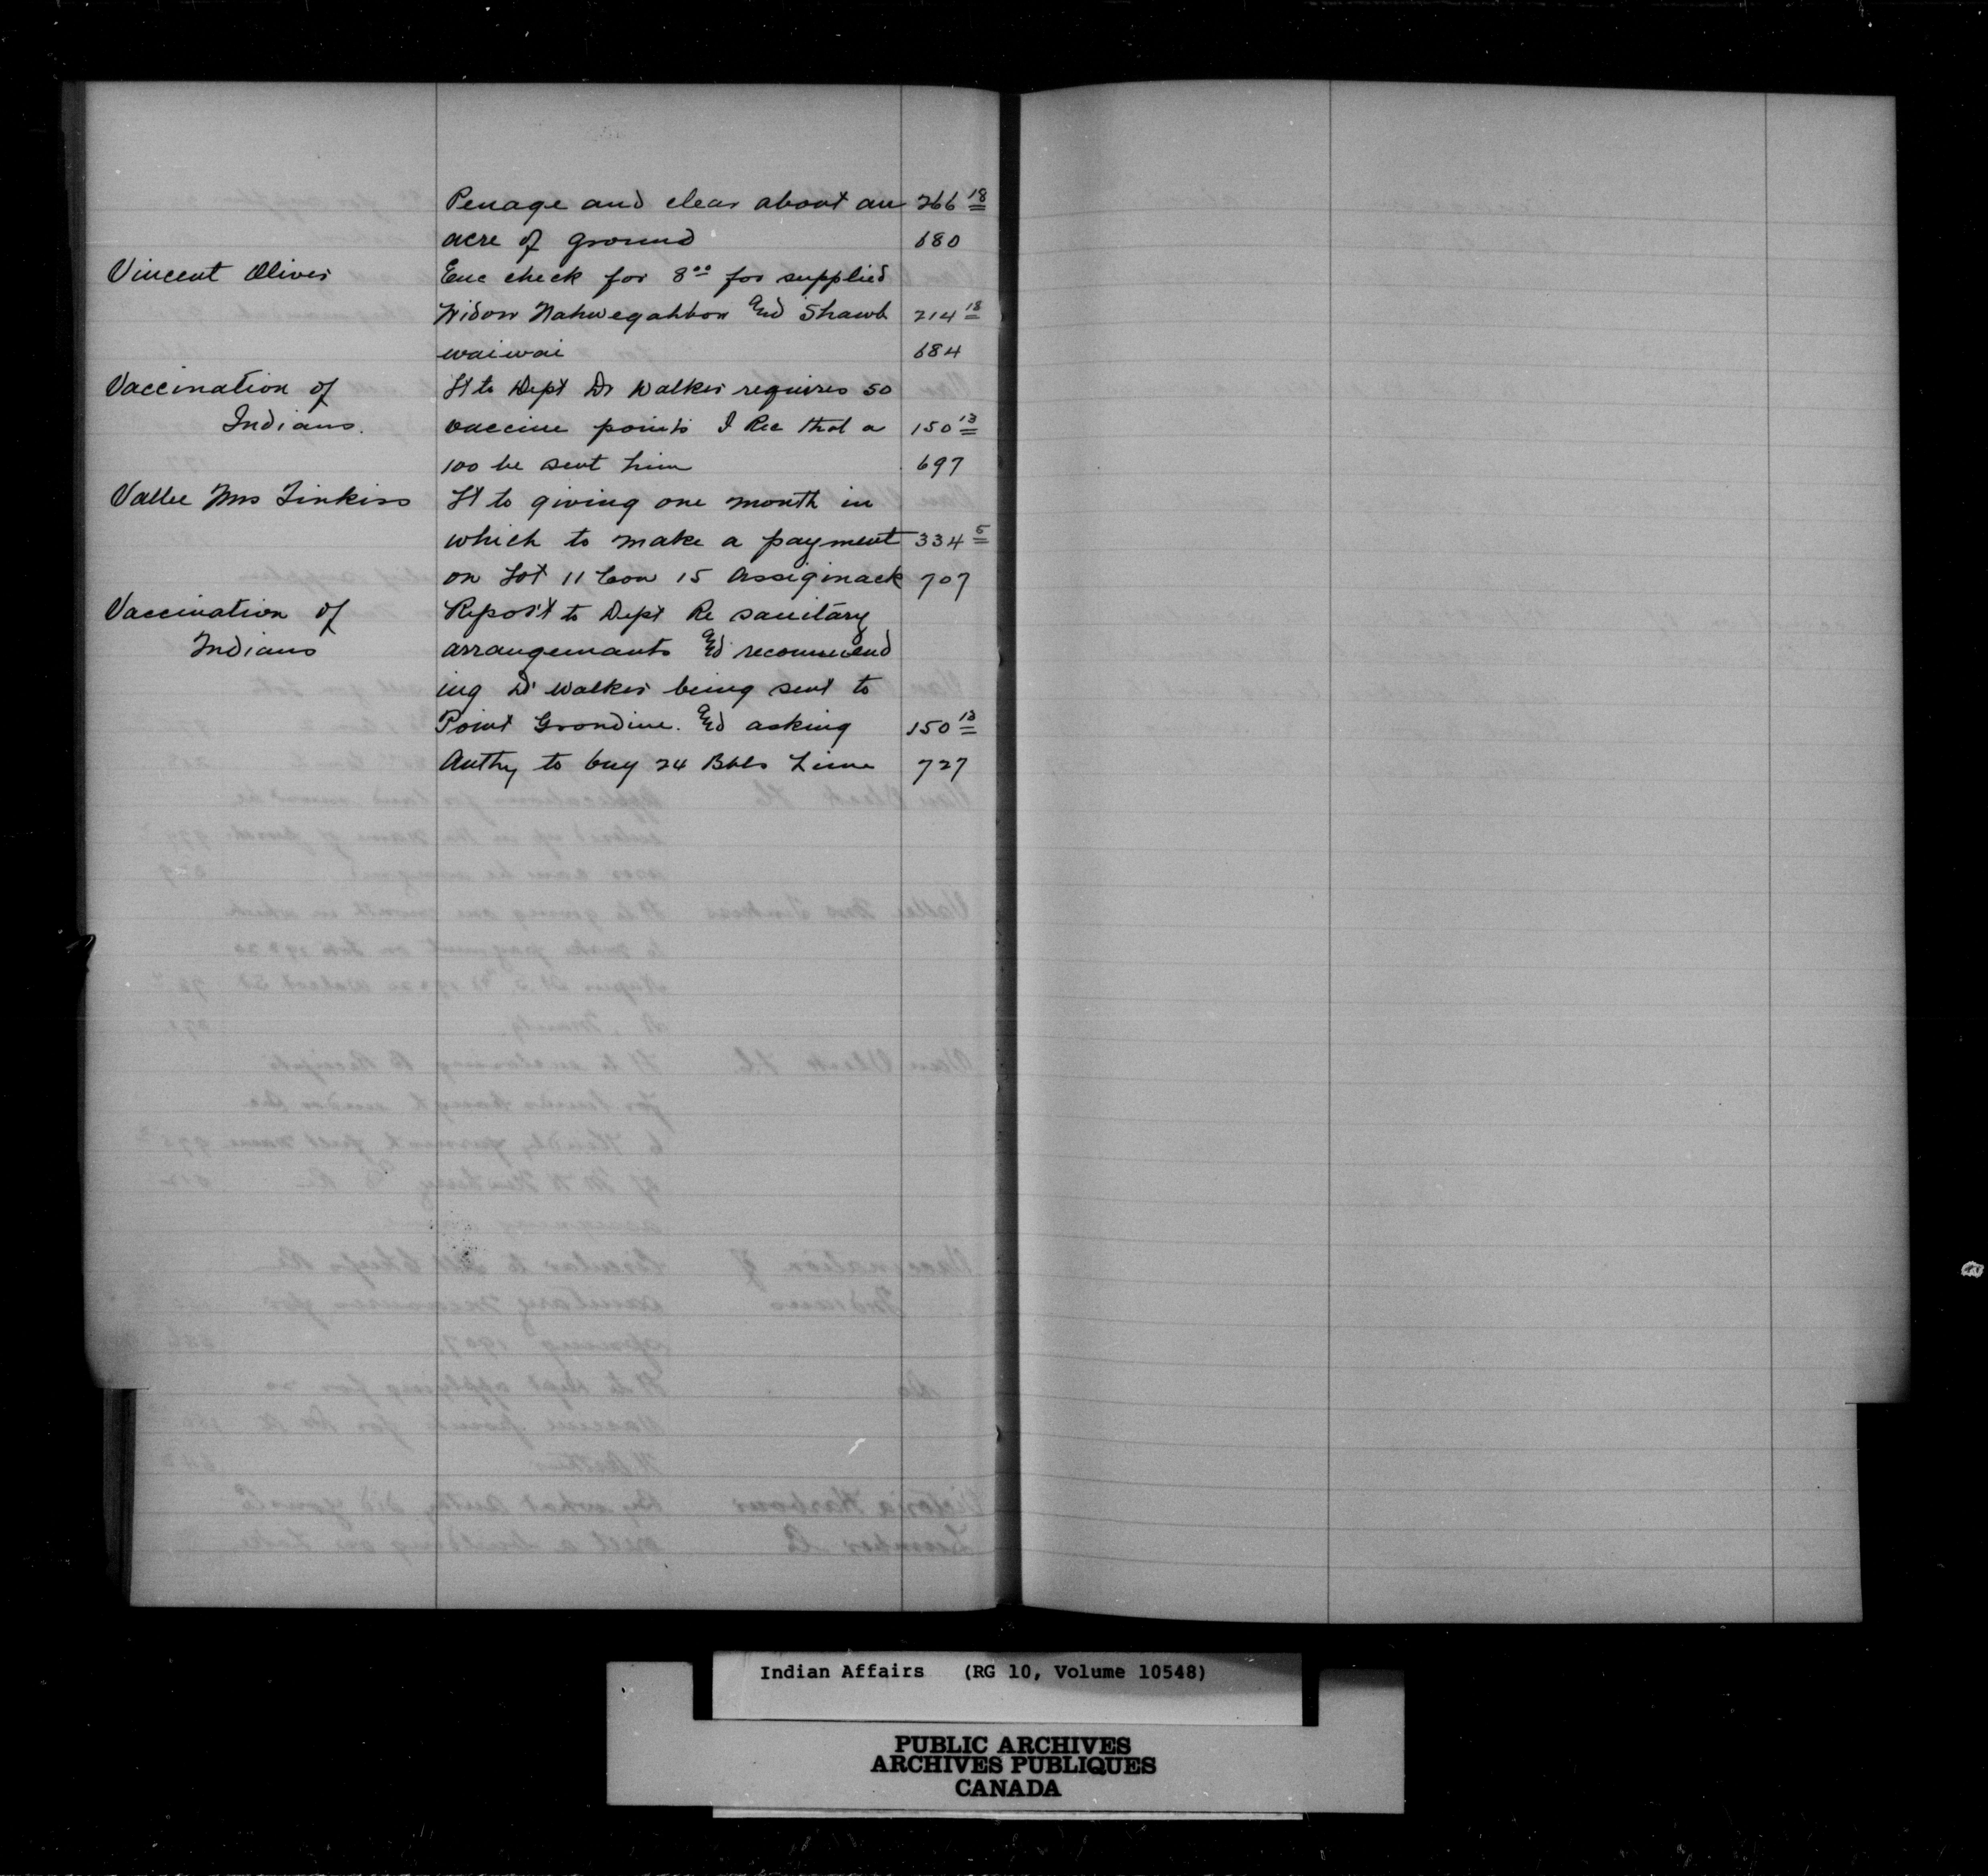 Penage and clear about an 266 18
acre of ground 680
Vincent Oliver Enc check for 8 00 for supplied
Widow Nahwegahbow and Shawb 214 18
waiwai 684
Vaccination of Lt to Dept Dr Walker requires 50
Indians. vaccine points I Rec that a 150 13
100 be sent him 697
Vallee Mrs Jinkiss Lt to giving one month in
which to make a payment 334 5
on Lot 11 Con 15 Assiginack 707
Vaccination of Report to Dept Re sanitary
Indians arrangements and recommend
ing Dr Walker being sent to
Point Grondine. and asking 150 13
Authy to buy 24 Bbls Lime 727
Indian Affairs (RG 10, Volume 10548)
PUBLIC ARCHIVES
ARCHIVES PUBLIQUES
CANADA